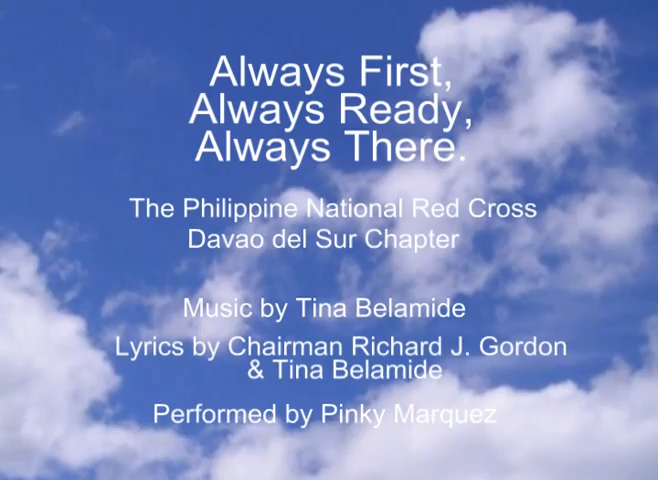 Always First,
Always Ready,
Always There.
The Philippine National Red Cross
Davao del Sur Chapter
Music by Tina Belamide
Lyrics by Chairman Richard J. Gordon
& Tina Belamide
Performed by Pinky Marquez